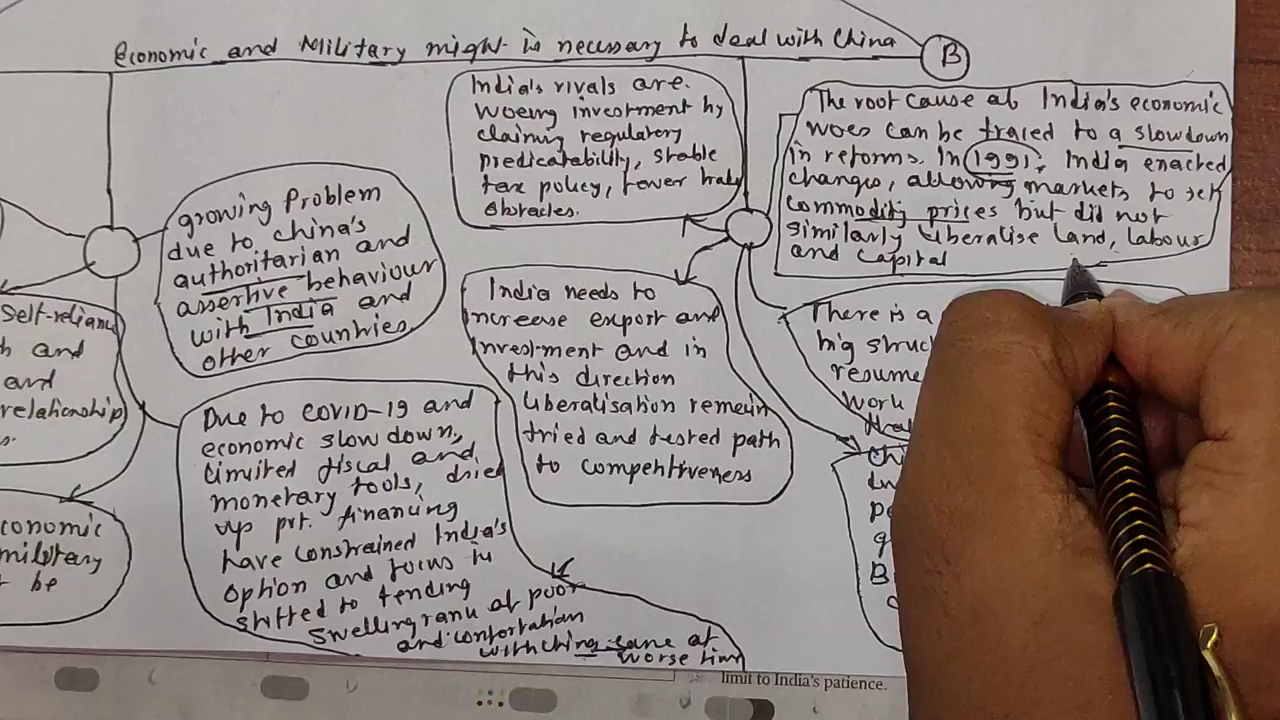 Economic and Military might is necessary to deal with China
B
India's rivals are
woeing investment by
claiming regulatory
predicatability, stable
tax policy, fewer trade
obstacles.
The root cause of India's economic
woes can be traced to a slowdown
in reforms. In 1991, India enacted
changes, allowing markets to set
commodity prices but did not
similarly liberalise land, labour
and capital
growing Problem
due to China's
authoritarian and
assertive behaviour
with India and
other countries
India needs to
increase export and
investment and in
this direction
liberalisation remain
tried and tested path
to competitiveness
There is a
big struc
resume
work
tha
Chi
In
po
g
B
c
self-reliance
h and
and
relationship
s.
Due to COVID-19 and
economic slow down,
limited fiscal and
monetary tools, dried
up pvt. financing
have constrained India's
option and focus is
shifted to tending
swelling rank of poor
and confortation
with China same at
worse time
conomic
military
t be
limit to India's patience.